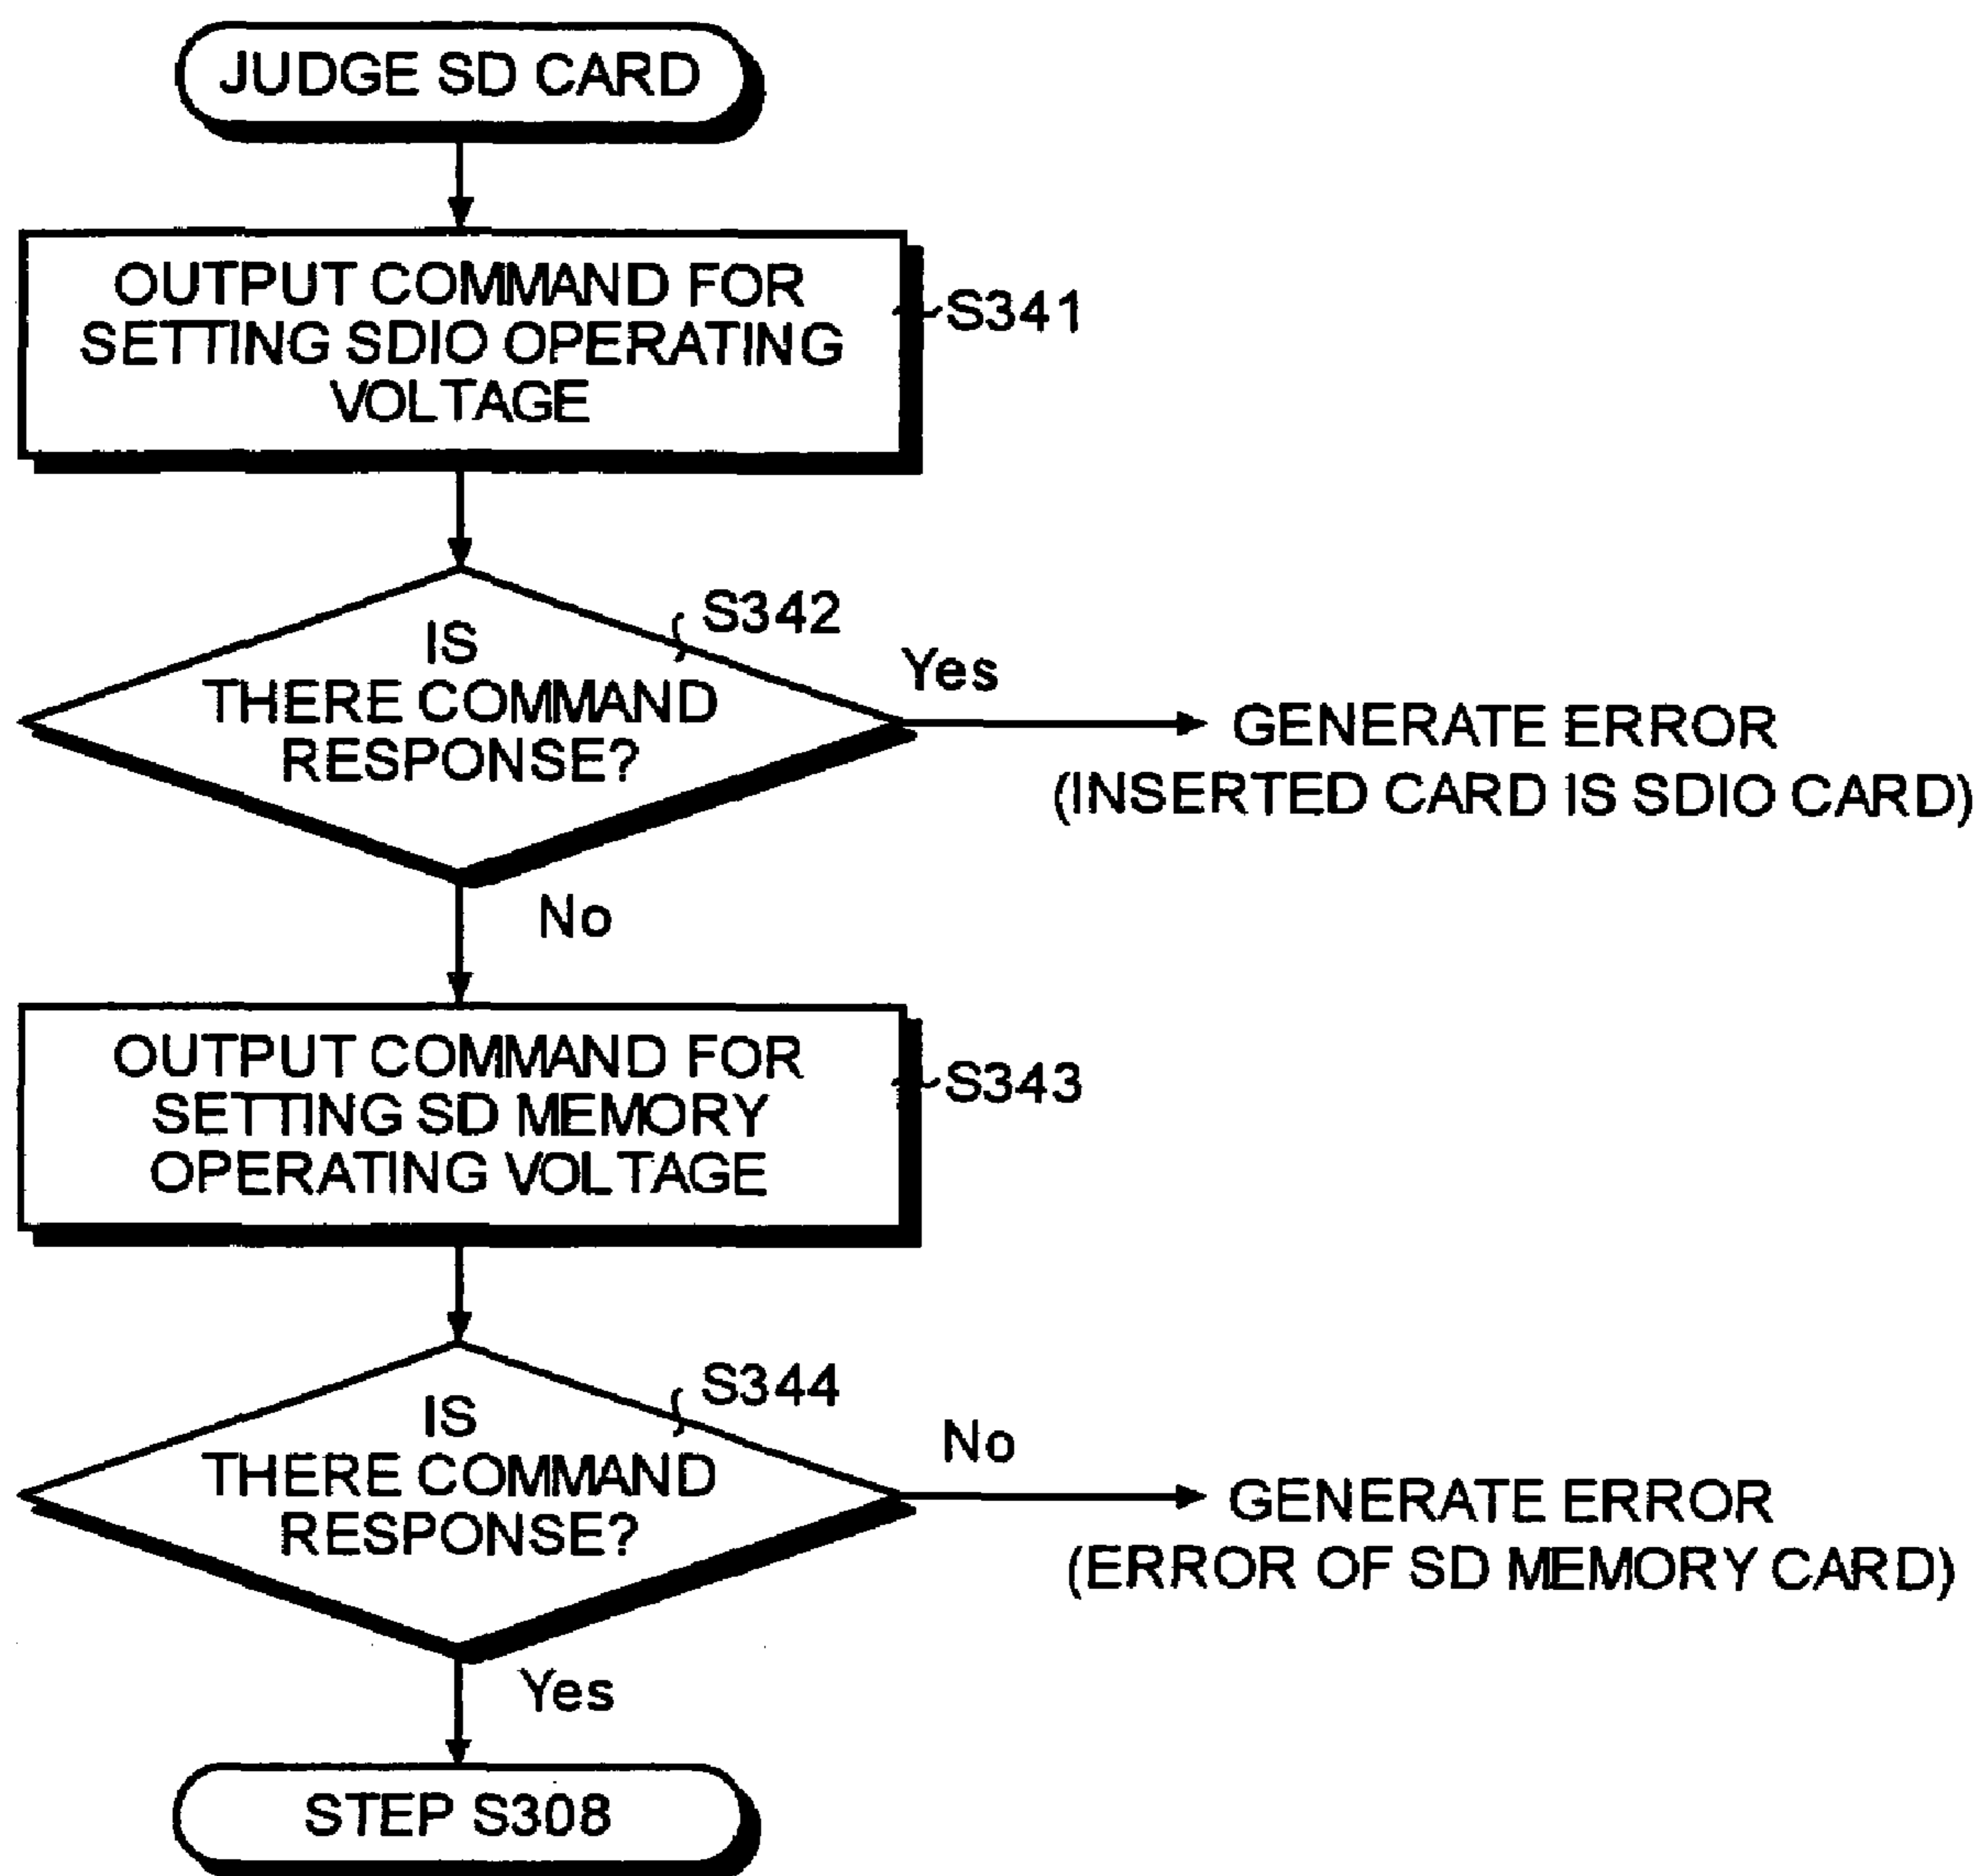 JUDGE SD CARD
OUTPUT COMMAND FOR
SETTING SDIO OPERATING
VOLTAGE
S341
S342
IS
THERE COMMAND
RESPONSE?
Yes
GENERATE ERROR
(INSERTED CARD IS SDIO CARD)
No
OUTPUT COMMAND FOR
SETTING SD MEMORY
OPERATING VOLTAGE
S343
S344
IS
THERE COMMAND
RESPONSE?
No
GENERATE ERROR
(ERROR OF SD MEMORY CARD)
Yes
STEP S308